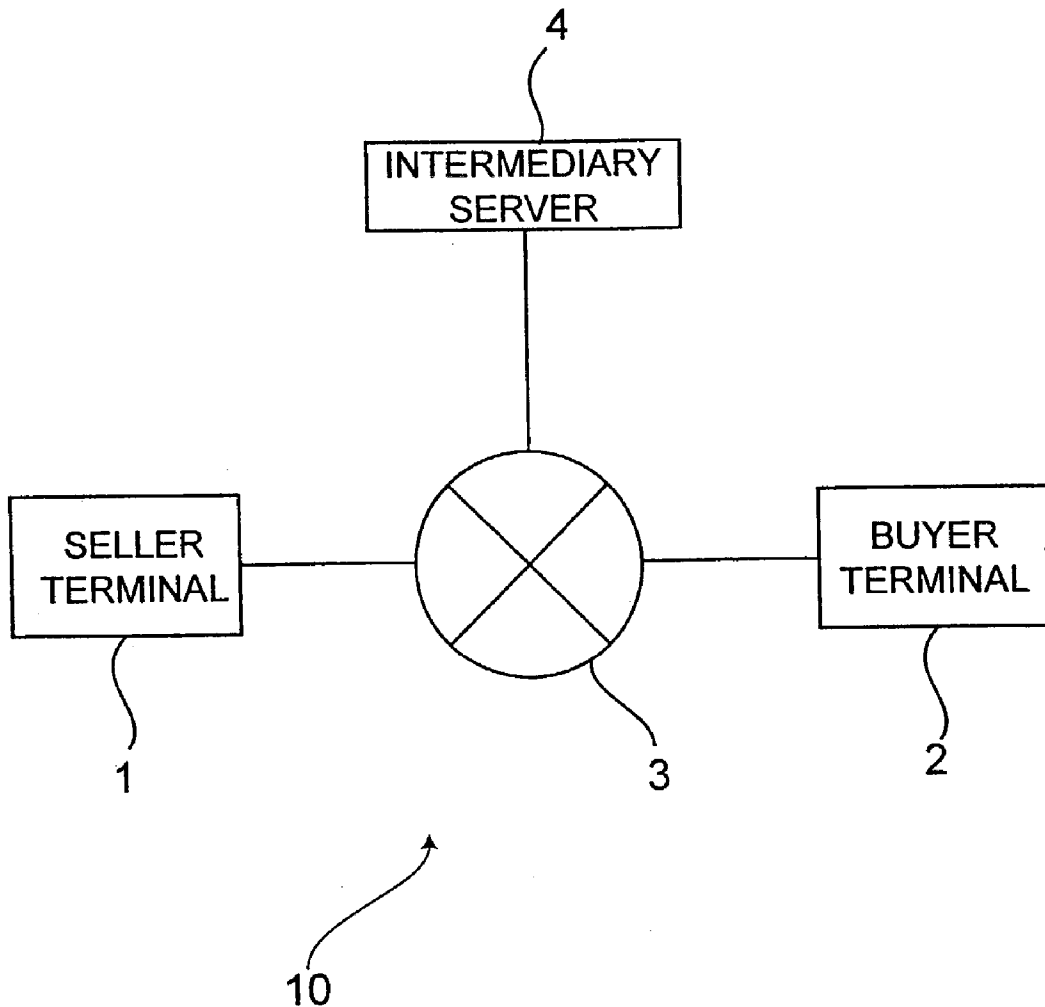 4
INTERMEDIARY
SERVER
SELLER
TERMINAL
BUYER
TERMINAL
1
3
2
10